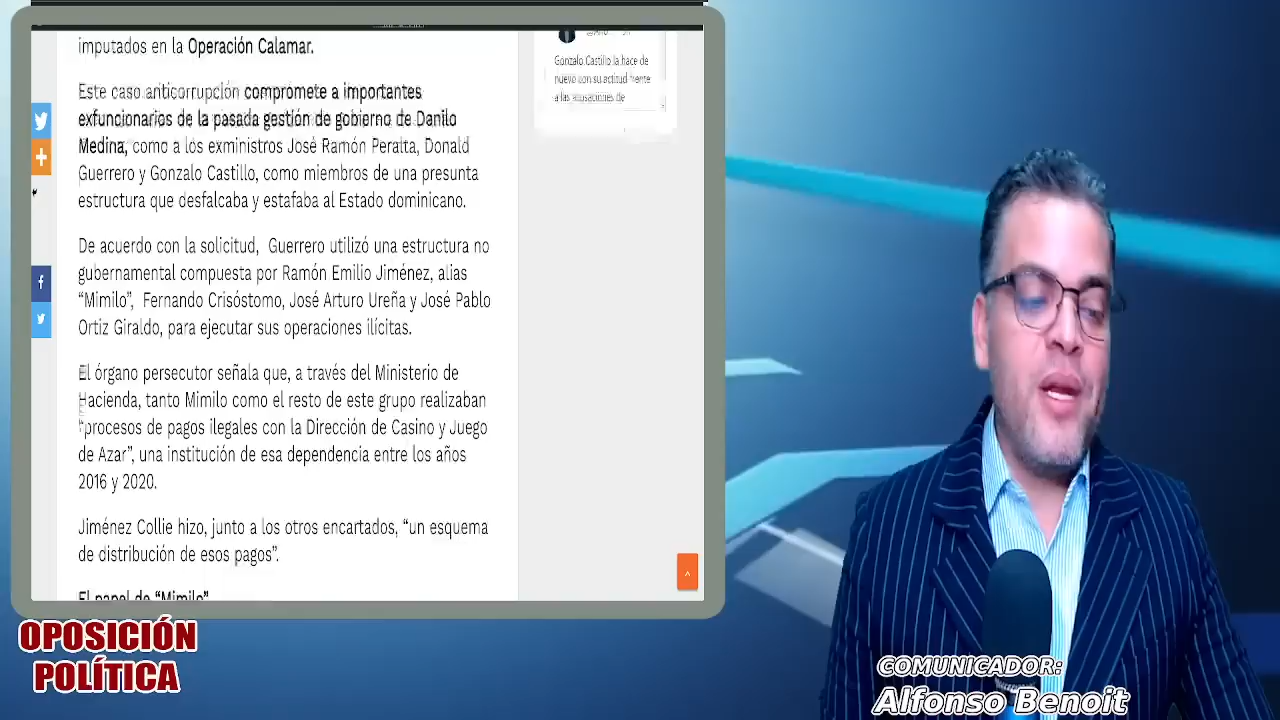 imputados en la Operación Calamar.
Este caso anticorrupción compromete a importantes
exfuncionarios de la pasada gestión de gobierno de Danilo
Medina, como a los exministros José Ramón Peralta, Donald
Guerrero y Gonzalo Castillo, como miembros de una presunta
estructura que desfalcaba y estafaba al Estado dominicano.
De acuerdo con la solicitud, Guerrero utilizó una estructura no
gubernamental compuesta por Ramón Emilio Jiménez, alias
“Mimilo”, Fernando Crisóstomo, José Arturo Ureña y José Pablo
Ortiz Giraldo, para ejecutar sus operaciones ilícitas.
El órgano persecutor señala que, a través del Ministerio de
Hacienda, tanto Mimilo como el resto de este grupo realizaban
“procesos de pagos ilegales con la Dirección de Casino y Juego
de Azar”, una institución de esa dependencia entre los años
2016 y 2020.
Jiménez Collie hizo, junto a los otros encartados, “un esquema
de distribución de esos pagos”.
El papel de “Mimilo”
Gonzalo Castillo la hace de
nuevo con su actitud frente
a las acusaciones de
OPOSICIÓN
POLÍTICA
COMUNICADOR:
Alfonso Benoit